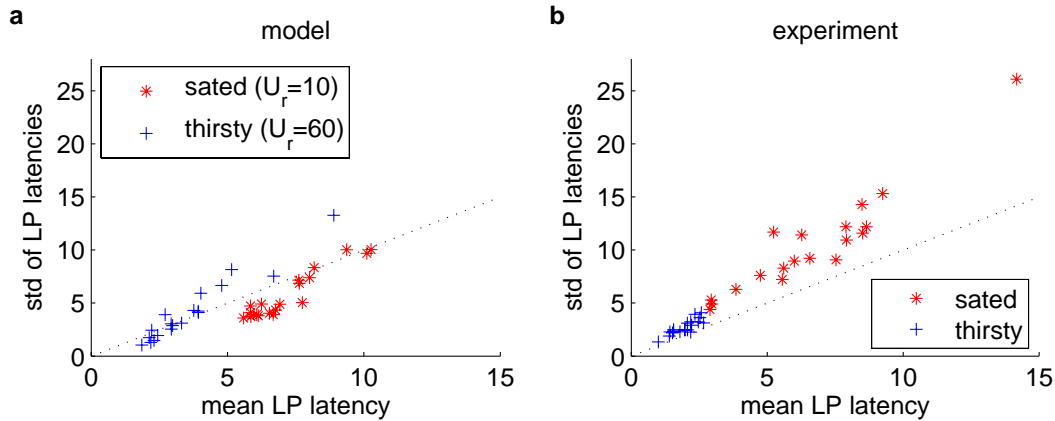 a
model
std of LP latencies
25
20
15
10
5
0
sated (U_r=10)
thirsty (U_r=60)
0 5 10 15
mean LP latency
b
experiment
std of LP latencies
25
20
15
10
5
0
sated
thirsty
0 5 10 15
mean LP latency